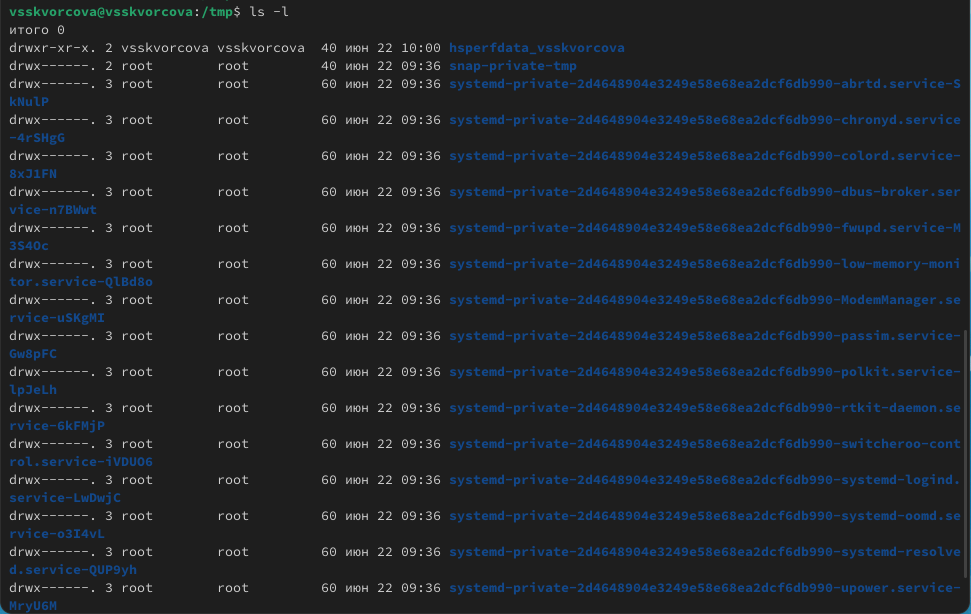 vsskvorcova@vsskvorcova:/tmp$ ls -l
итого 0
drwxr-xr-x. 2 vsskvorcova vsskvorcova  40 июн 22 10:00 hsperfdata_vsskvorcova
drwx------. 2 root        root         40 июн 22 09:36 snap-private-tmp
drwx------. 3 root        root         60 июн 22 09:36 systemd-private-2d4648904e3249e58e68ea2dcf6db990-abrtd.service-S
kNulP
drwx------. 3 root        root         60 июн 22 09:36 systemd-private-2d4648904e3249e58e68ea2dcf6db990-chronyd.service
-4rSHgG
drwx------. 3 root        root         60 июн 22 09:36 systemd-private-2d4648904e3249e58e68ea2dcf6db990-colord.service-
8xJ1FN
drwx------. 3 root        root         60 июн 22 09:36 systemd-private-2d4648904e3249e58e68ea2dcf6db990-dbus-broker.ser
vice-n7BWwt
drwx------. 3 root        root         60 июн 22 09:36 systemd-private-2d4648904e3249e58e68ea2dcf6db990-fwupd.service-M
3S4Oc
drwx------. 3 root        root         60 июн 22 09:36 systemd-private-2d4648904e3249e58e68ea2dcf6db990-low-memory-moni
tor.service-QlBd8o
drwx------. 3 root        root         60 июн 22 09:36 systemd-private-2d4648904e3249e58e68ea2dcf6db990-ModemManager.se
rvice-uSKgMI
drwx------. 3 root        root         60 июн 22 09:36 systemd-private-2d4648904e3249e58e68ea2dcf6db990-passim.service-
Gw8pFC
drwx------. 3 root        root         60 июн 22 09:36 systemd-private-2d4648904e3249e58e68ea2dcf6db990-polkit.service-
lpJeLh
drwx------. 3 root        root         60 июн 22 09:36 systemd-private-2d4648904e3249e58e68ea2dcf6db990-rtkit-daemon.se
rvice-6kFMjP
drwx------. 3 root        root         60 июн 22 09:36 systemd-private-2d4648904e3249e58e68ea2dcf6db990-switcheroo-cont
rol.service-iVDUO6
drwx------. 3 root        root         60 июн 22 09:36 systemd-private-2d4648904e3249e58e68ea2dcf6db990-systemd-logind.
service-LwDwjC
drwx------. 3 root        root         60 июн 22 09:36 systemd-private-2d4648904e3249e58e68ea2dcf6db990-systemd-oomd.se
rvice-o3I4vL
drwx------. 3 root        root         60 июн 22 09:36 systemd-private-2d4648904e3249e58e68ea2dcf6db990-systemd-resolve
d.service-QUP9yh
drwx------. 3 root        root         60 июн 22 09:36 systemd-private-2d4648904e3249e58e68ea2dcf6db990-upower.service-
MryU6M